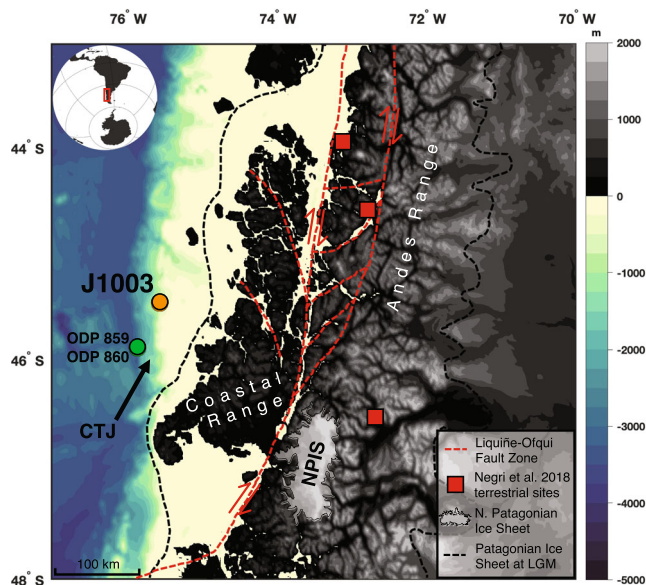 76° W
74° W
72° W
70° W
m
2000
1000
0
-1000
-2000
-3000
-4000
-5000
44° S
46° S
48° S
J1003
ODP 859
ODP 860
CTJ
Coastal
Range
Andes Range
NPIS
100 km
Liquiñe-Ofqui
Fault Zone
Negri et al. 2018
terrestrial sites
N. Patagonian
Ice Sheet
Patagonian Ice
Sheet at LGM